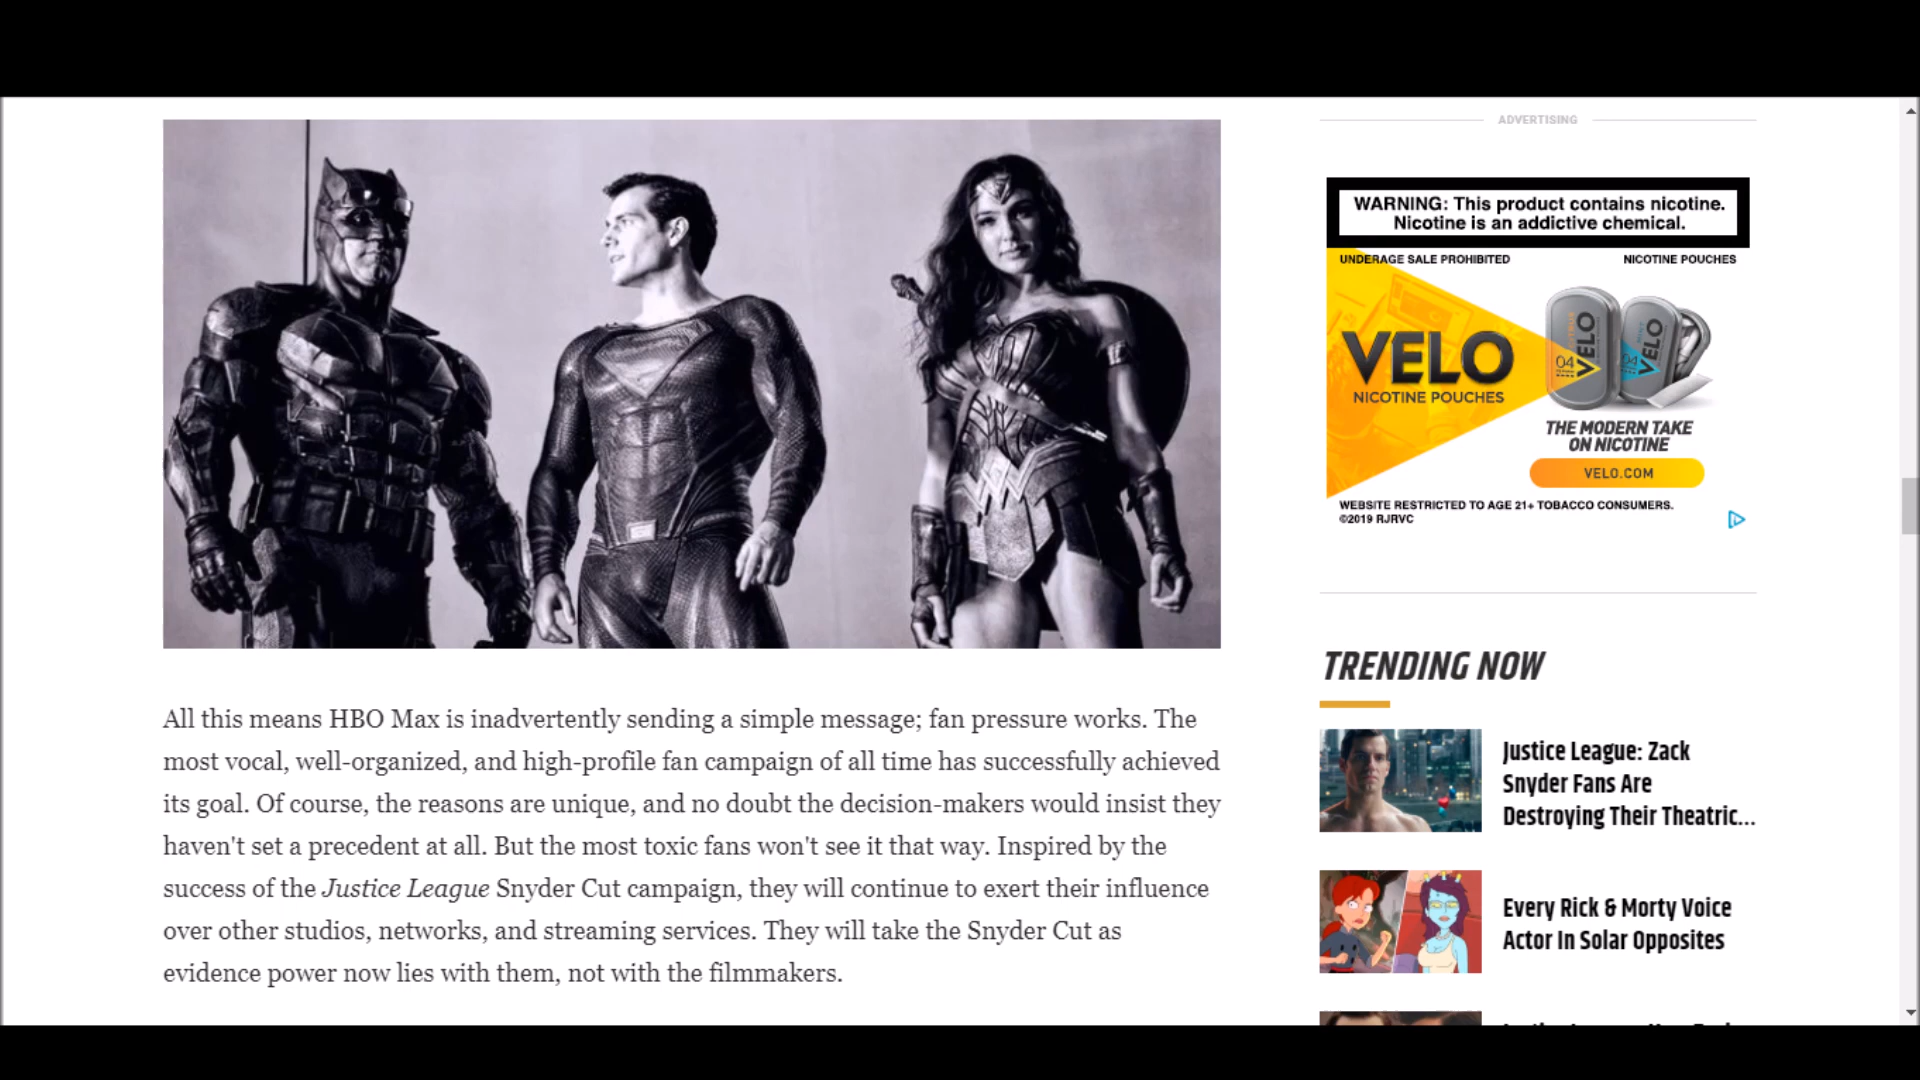 ADVERTISING
WARNING: This product contains nicotine.
Nicotine is an addictive chemical.
UNDERAGE SALE PROHIBITED
NICOTINE POUCHES
VELO
NICOTINE POUCHES
04
VELO
04
VELO
THE MODERN TAKE
ON NICOTINE
VELO.COM
WEBSITE RESTRICTED TO AGE 21+ TOBACCO CONSUMERS.
©2019 RJRVC
All this means HBO Max is inadvertently sending a simple message; fan pressure works. The
most vocal, well-organized, and high-profile fan campaign of all time has successfully achieved
its goal. Of course, the reasons are unique, and no doubt the decision-makers would insist they
haven't set a precedent at all. But the most toxic fans won't see it that way. Inspired by the
success of the Justice League Snyder Cut campaign, they will continue to exert their influence
over other studios, networks, and streaming services. They will take the Snyder Cut as
evidence power now lies with them, not with the filmmakers.
TRENDING NOW
Justice League: Zack
Snyder Fans Are
Destroying Their Theatric...
Every Rick & Morty Voice
Actor In Solar Opposites